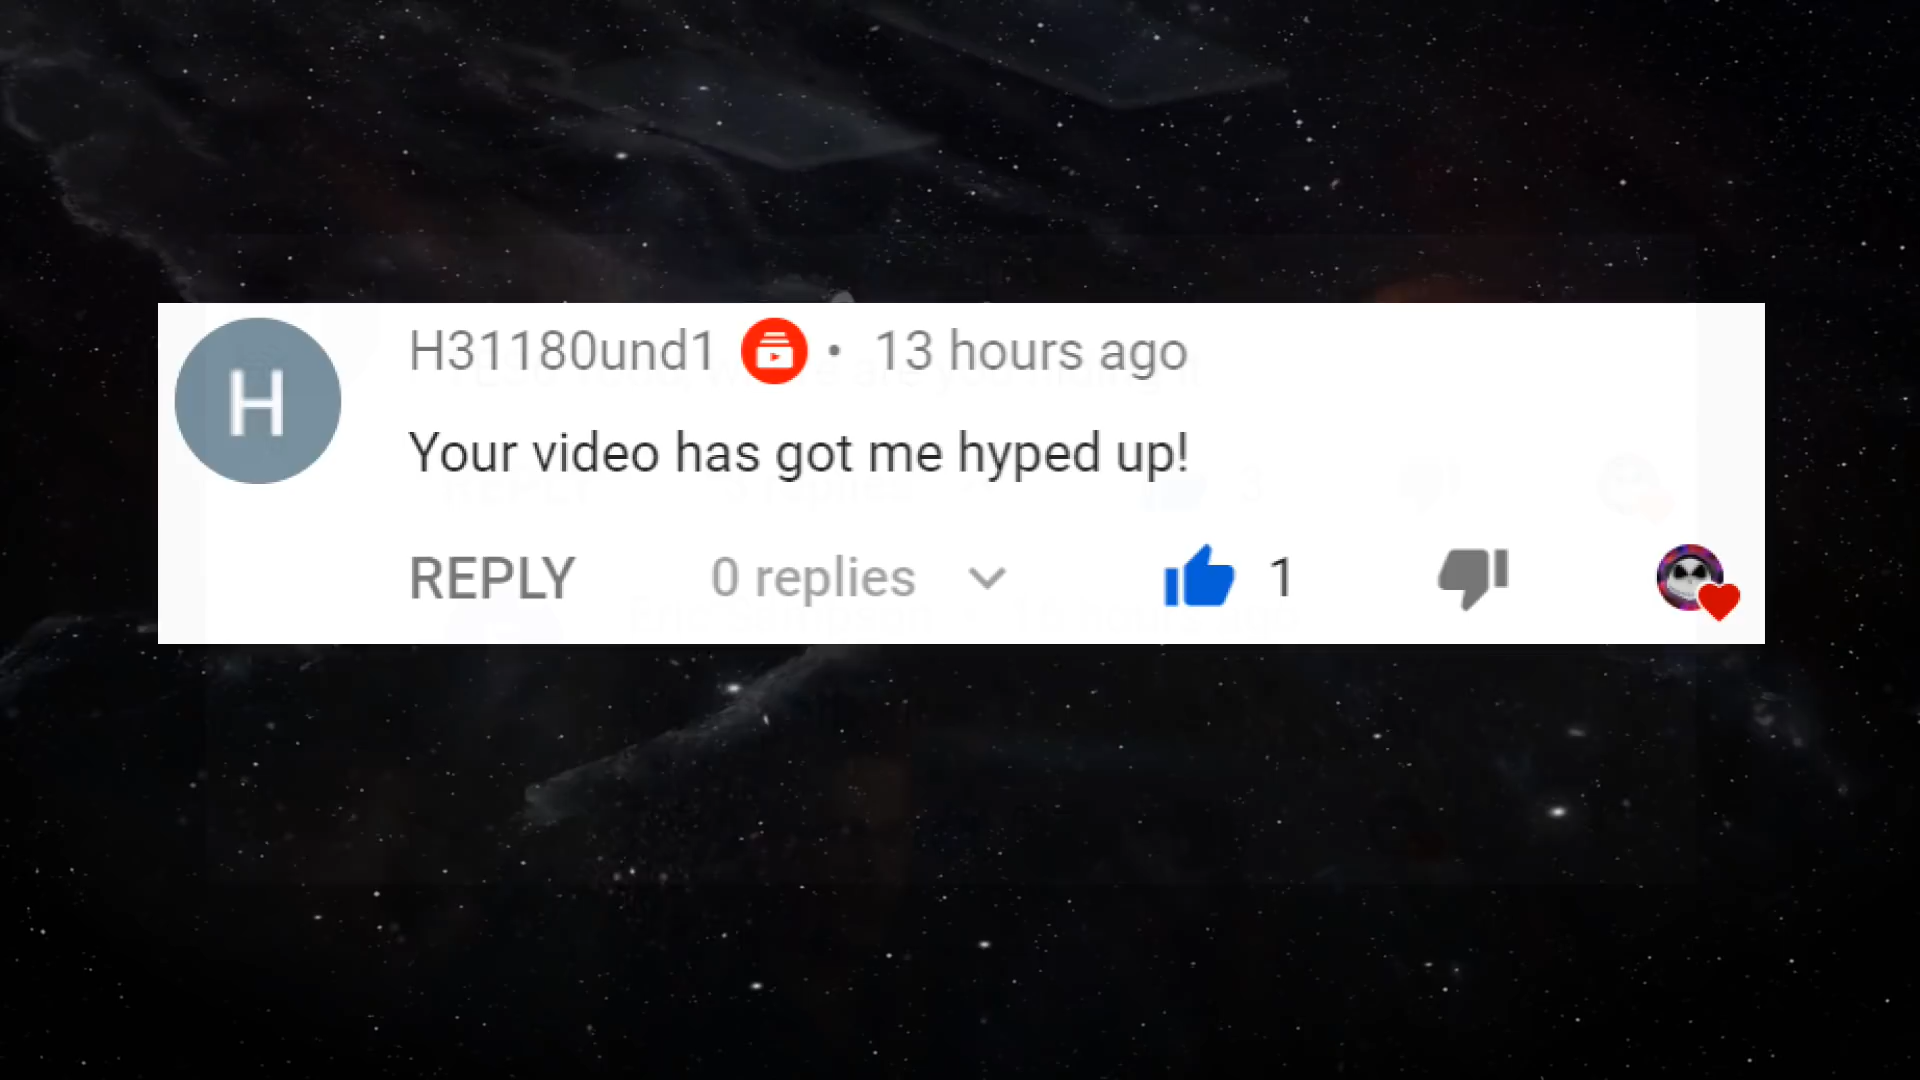 H
H31180und1 • 13 hours ago
Your video has got me hyped up!
REPLY 0 replies 1